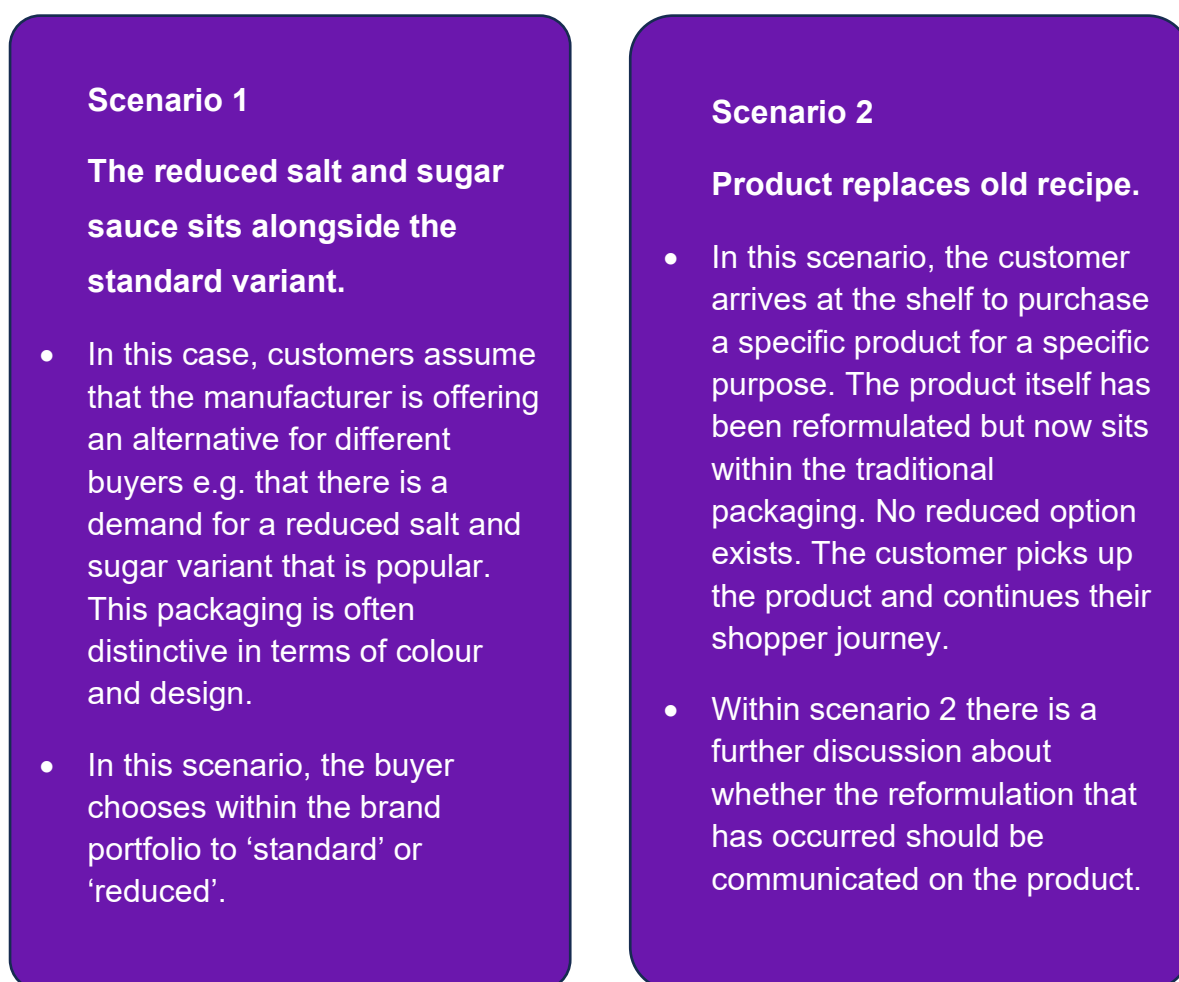 Scenario 1
The reduced salt and sugar
sauce sits alongside the
standard variant.
• In this case, customers assume
that the manufacturer is offering
an alternative for different
buyers e.g. that there is a
demand for a reduced salt and
sugar variant that is popular.
This packaging is often
distinctive in terms of colour
and design.
• In this scenario, the buyer
chooses within the brand
portfolio to ‘standard’ or
‘reduced’.
Scenario 2
Product replaces old recipe.
• In this scenario, the customer
arrives at the shelf to purchase
a specific product for a specific
purpose. The product itself has
been reformulated but now sits
within the traditional
packaging. No reduced option
exists. The customer picks up
the product and continues their
shopper journey.
• Within scenario 2 there is a
further discussion about
whether the reformulation that
has occurred should be
communicated on the product.